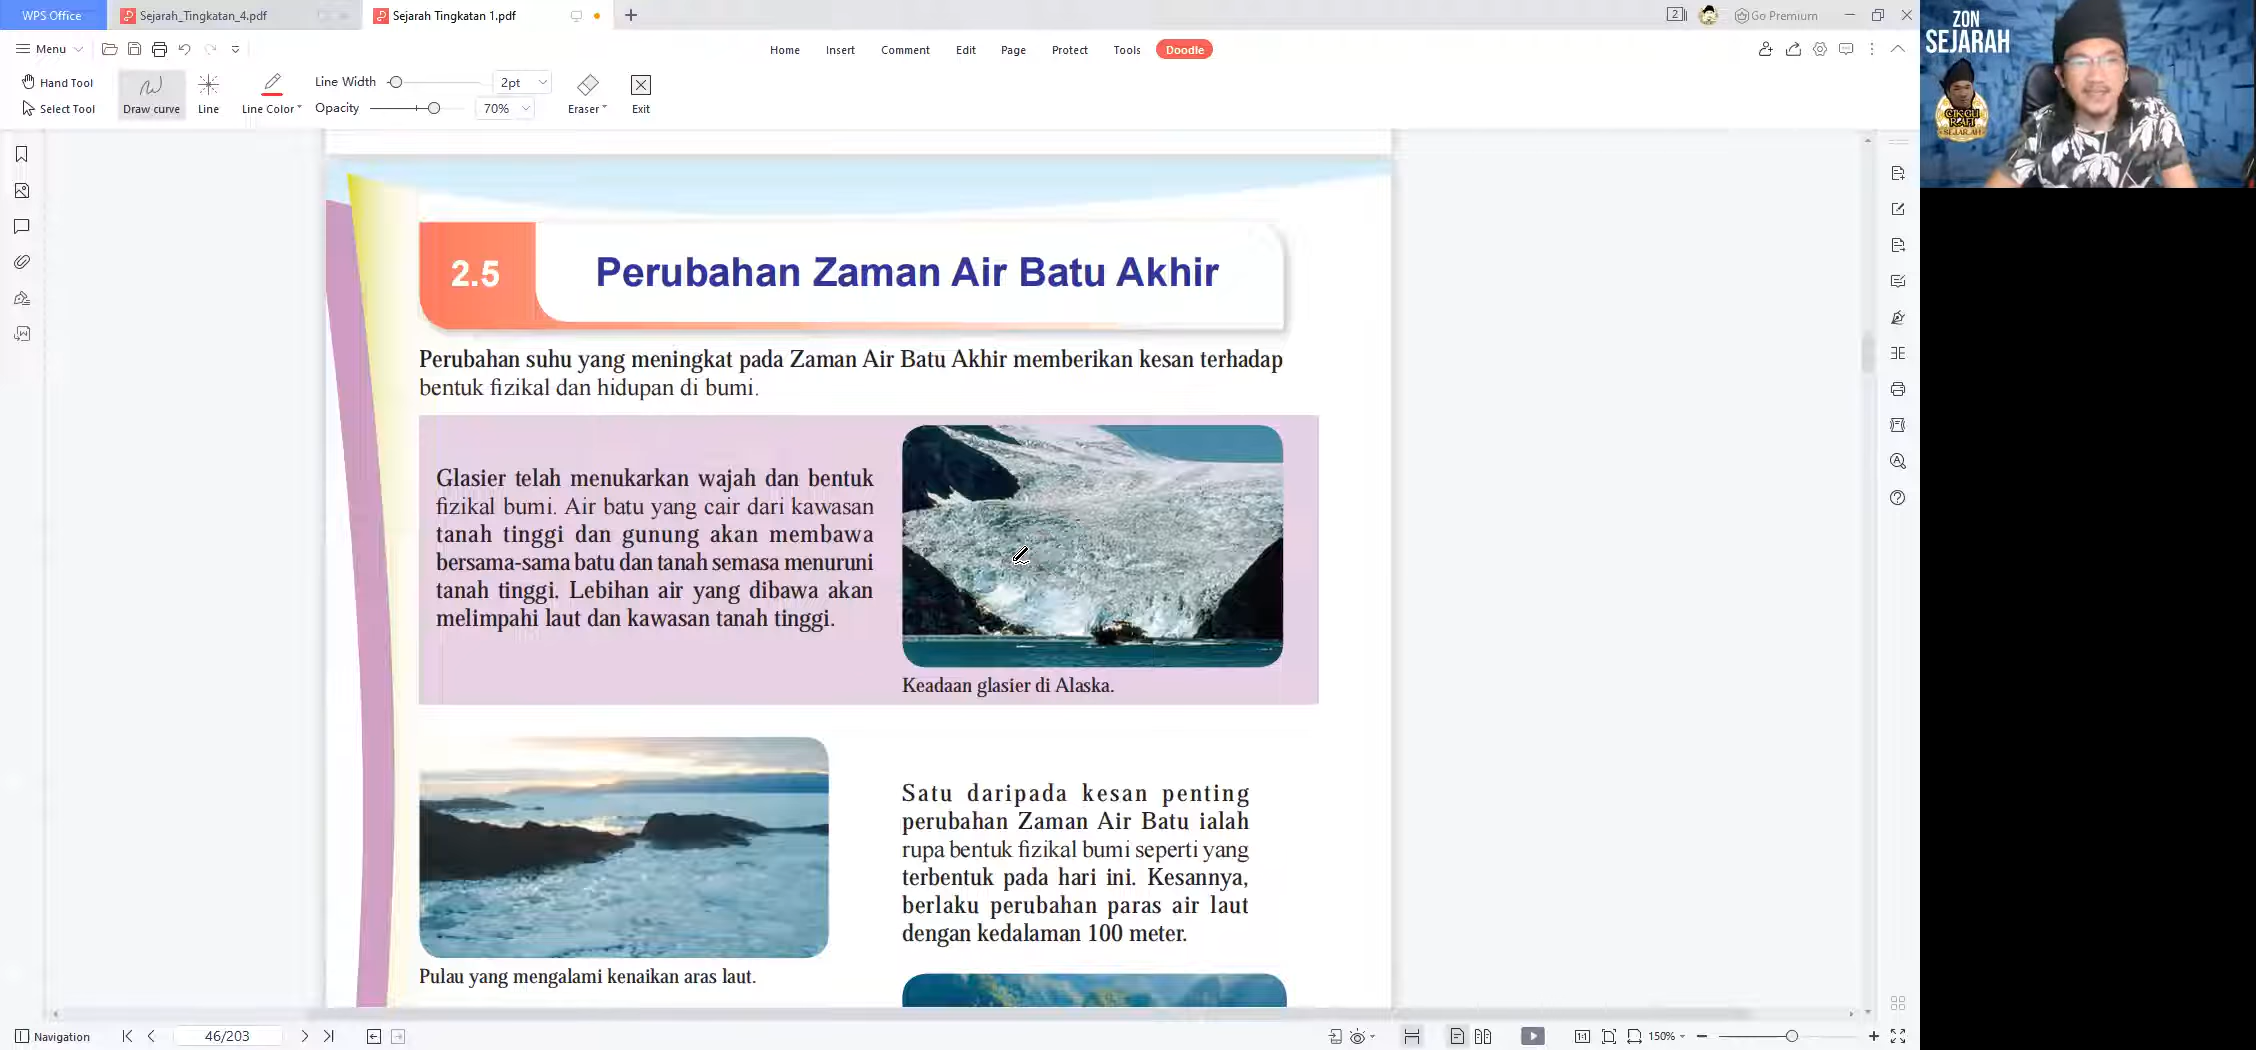 WPS Office Sejarah_Tingkatan_4.pdf Sejarah Tingkatan 1.pdf 2 Go Premium
Menu Home Insert Comment Edit Page Protect Tools Doodle
Hand Tool Line Width 2pt
Select Tool Draw curve Line Line Color Opacity 70% Eraser Exit
ZON
SEJARAH
CIKGU
RAFI
SEJARAH
2.5 Perubahan Zaman Air Batu Akhir
Perubahan suhu yang meningkat pada Zaman Air Batu Akhir memberikan kesan terhadap
bentuk fizikal dan hidupan di bumi.
Glasier telah menukarkan wajah dan bentuk
fizikal bumi. Air batu yang cair dari kawasan
tanah tinggi dan gunung akan membawa
bersama-sama batu dan tanah semasa menuruni
tanah tinggi. Lebihan air yang dibawa akan
melimpahi laut dan kawasan tanah tinggi.
Keadaan glasier di Alaska.
Satu daripada kesan penting
perubahan Zaman Air Batu ialah
rupa bentuk fizikal bumi seperti yang
terbentuk pada hari ini. Kesannya,
berlaku perubahan paras air laut
dengan kedalaman 100 meter.
Pulau yang mengalami kenaikan aras laut.
Navigation 46/203 1:1 150%